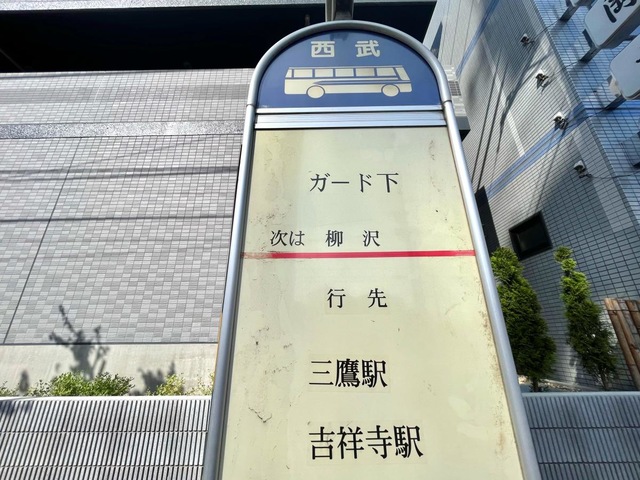 西武
ガード下
次は 柳沢
行先
三鷹駅
吉祥寺駅